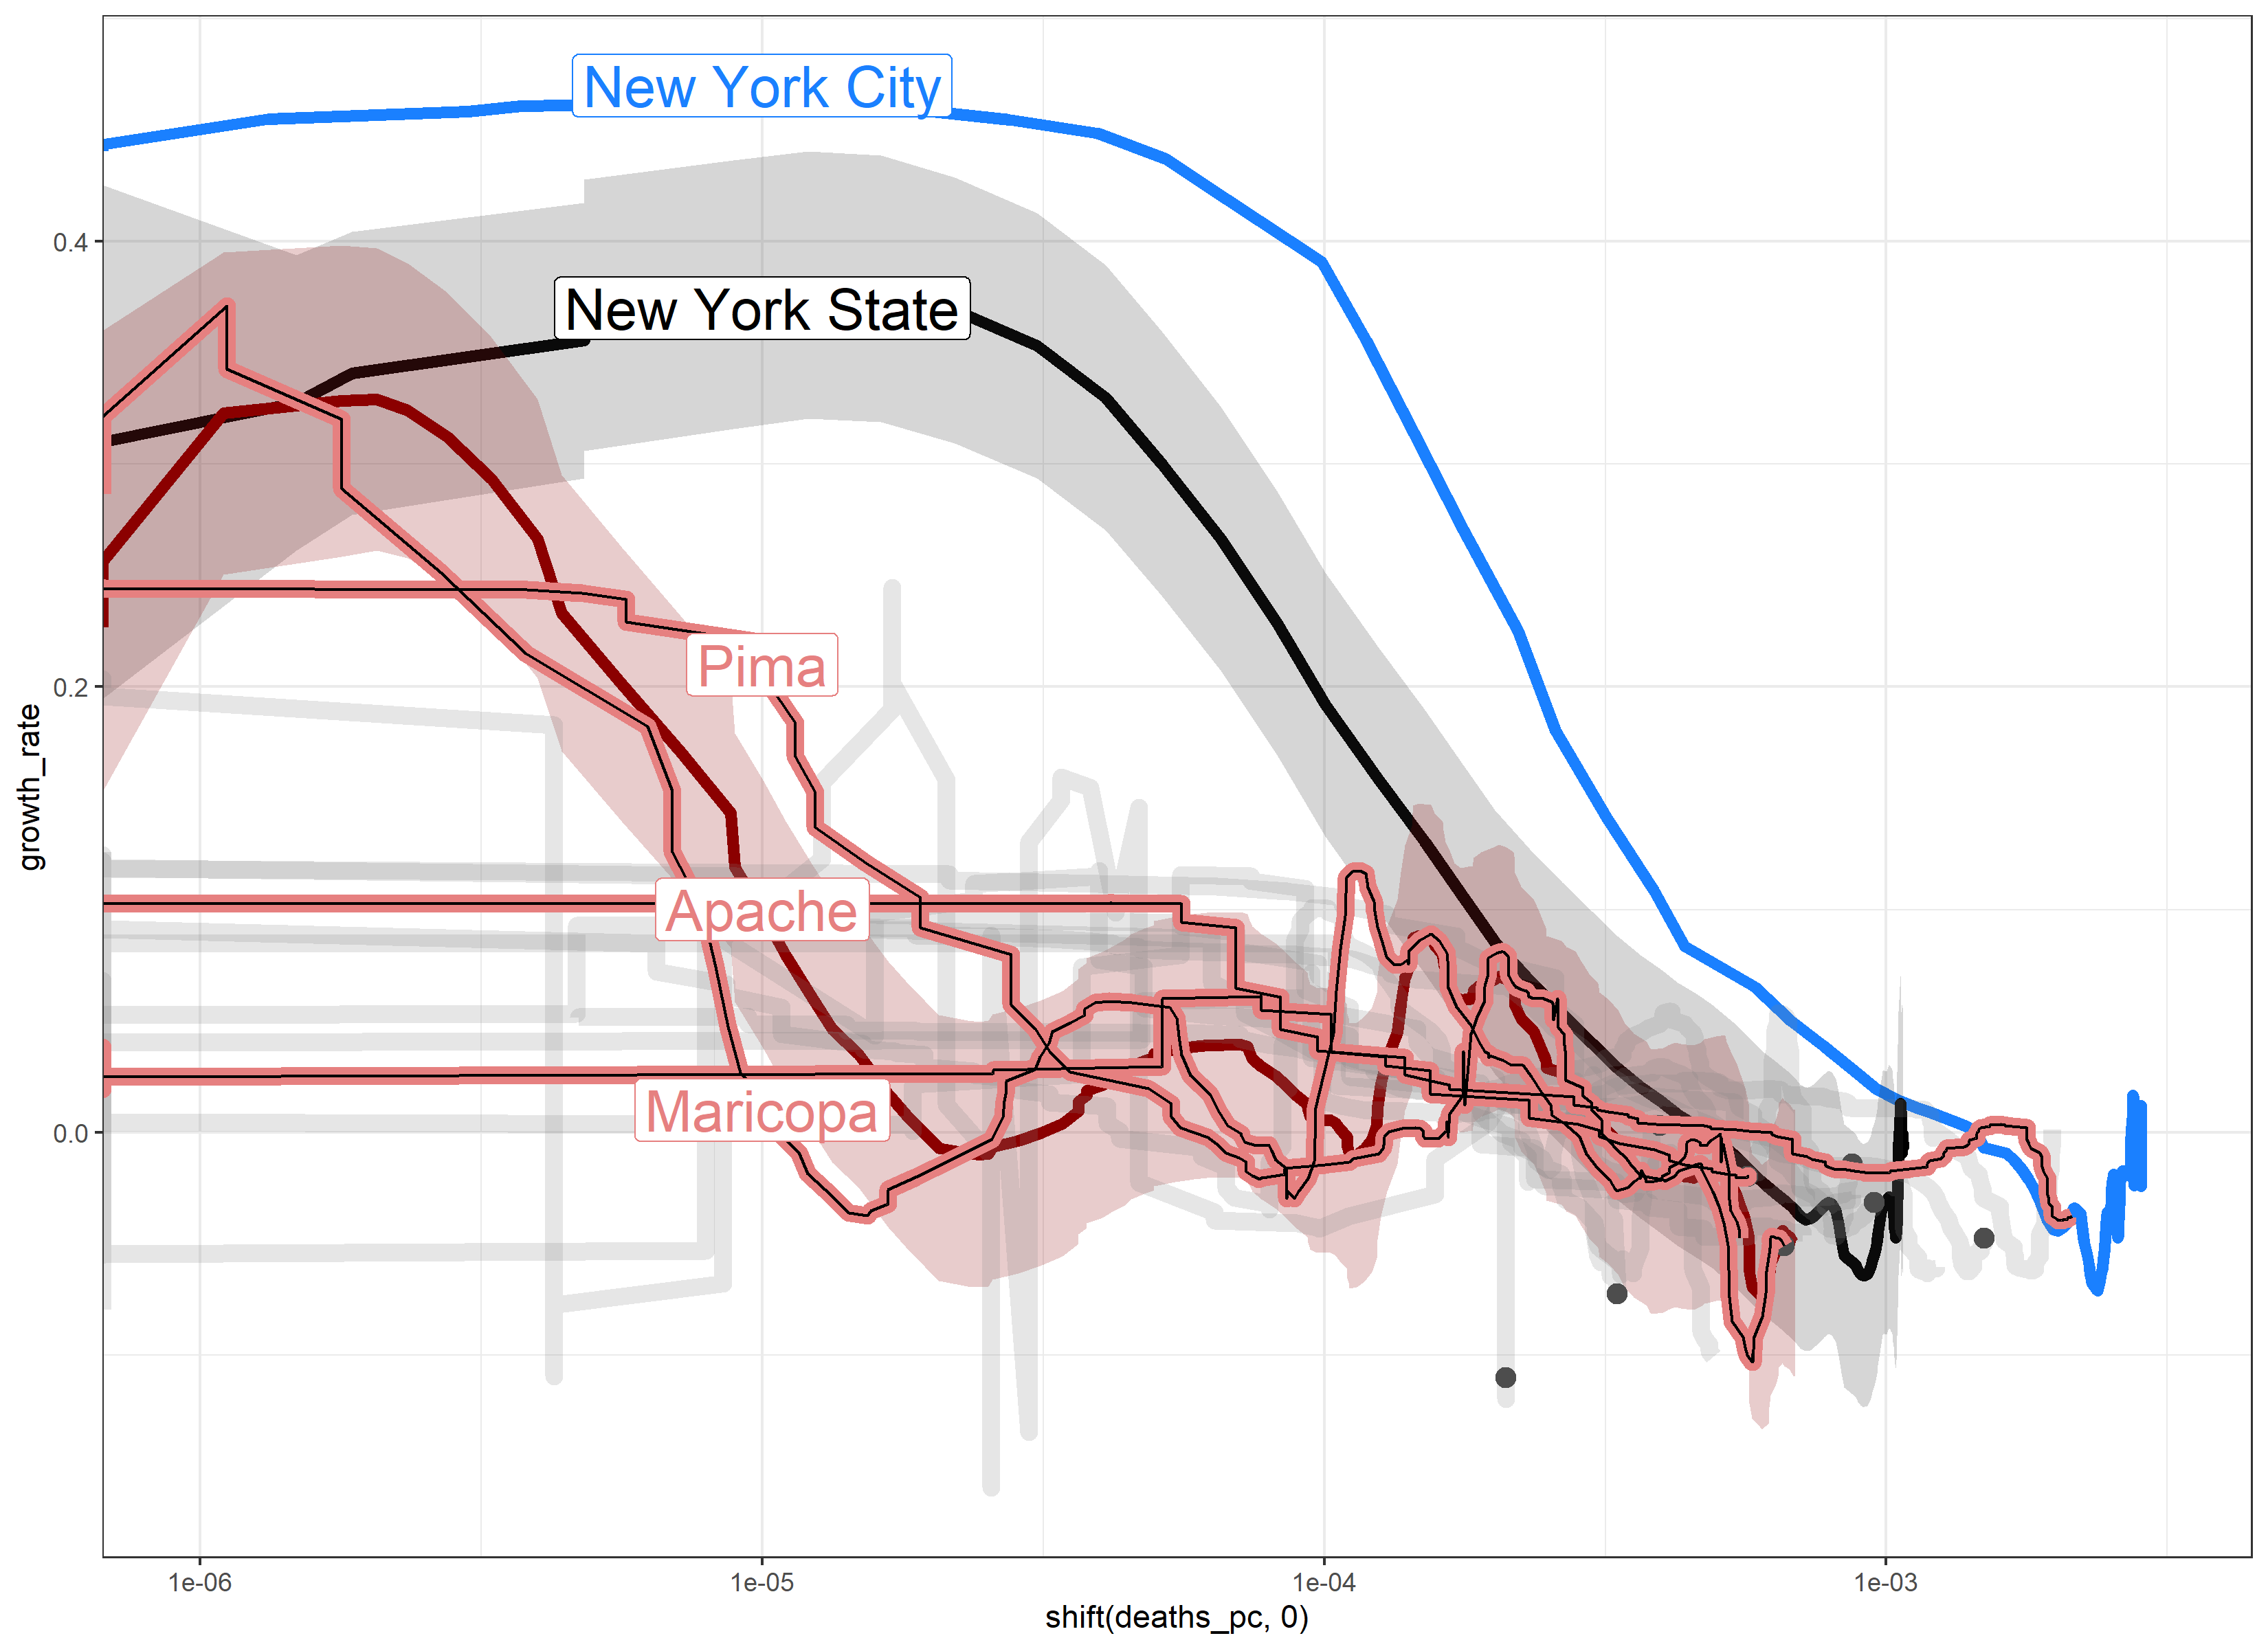 New York City
New York State
Pima
Apache
Maricopa
growth_rate
0.4
0.2
0.0
1e-06
1e-05
1e-04
1e-03
shift(deaths_pc, 0)